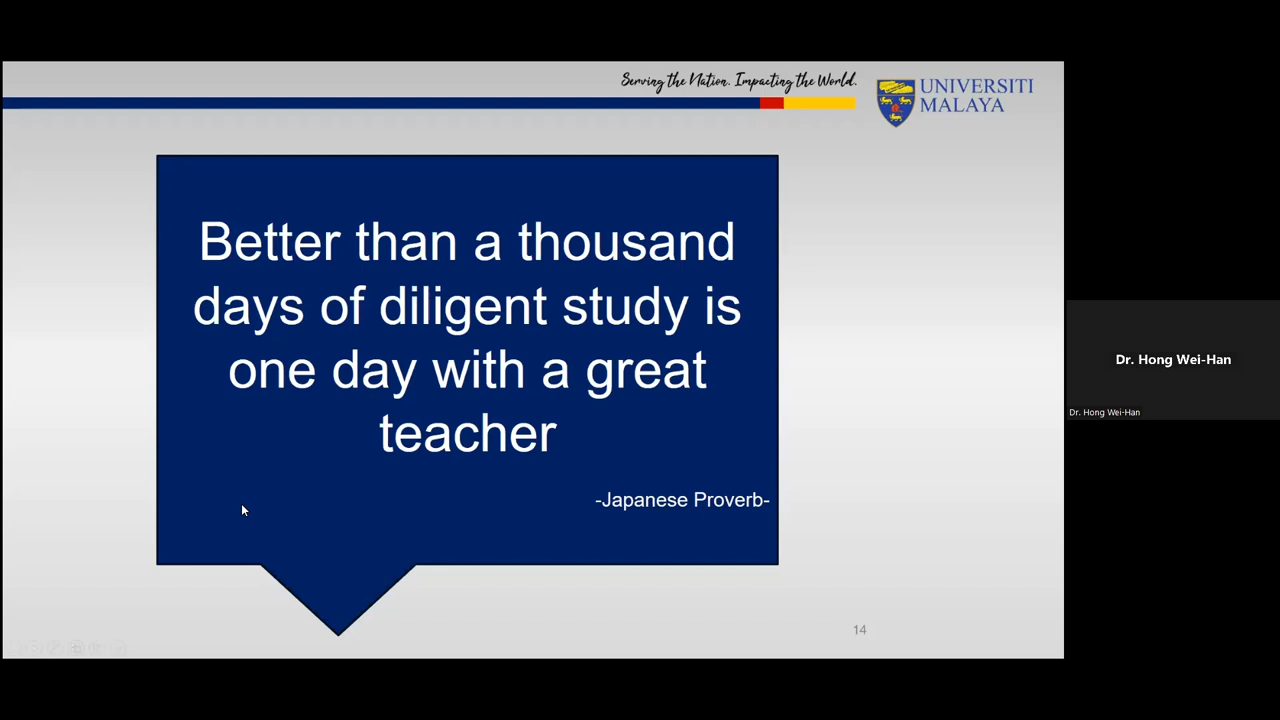 Serving the Nation. Impacting the World.
UNIVERSITI
MALAYA
Better than a thousand
days of diligent study is
one day with a great
teacher
-Japanese Proverb-
Dr. Hong Wei-Han
Dr. Hong Wei-Han
14